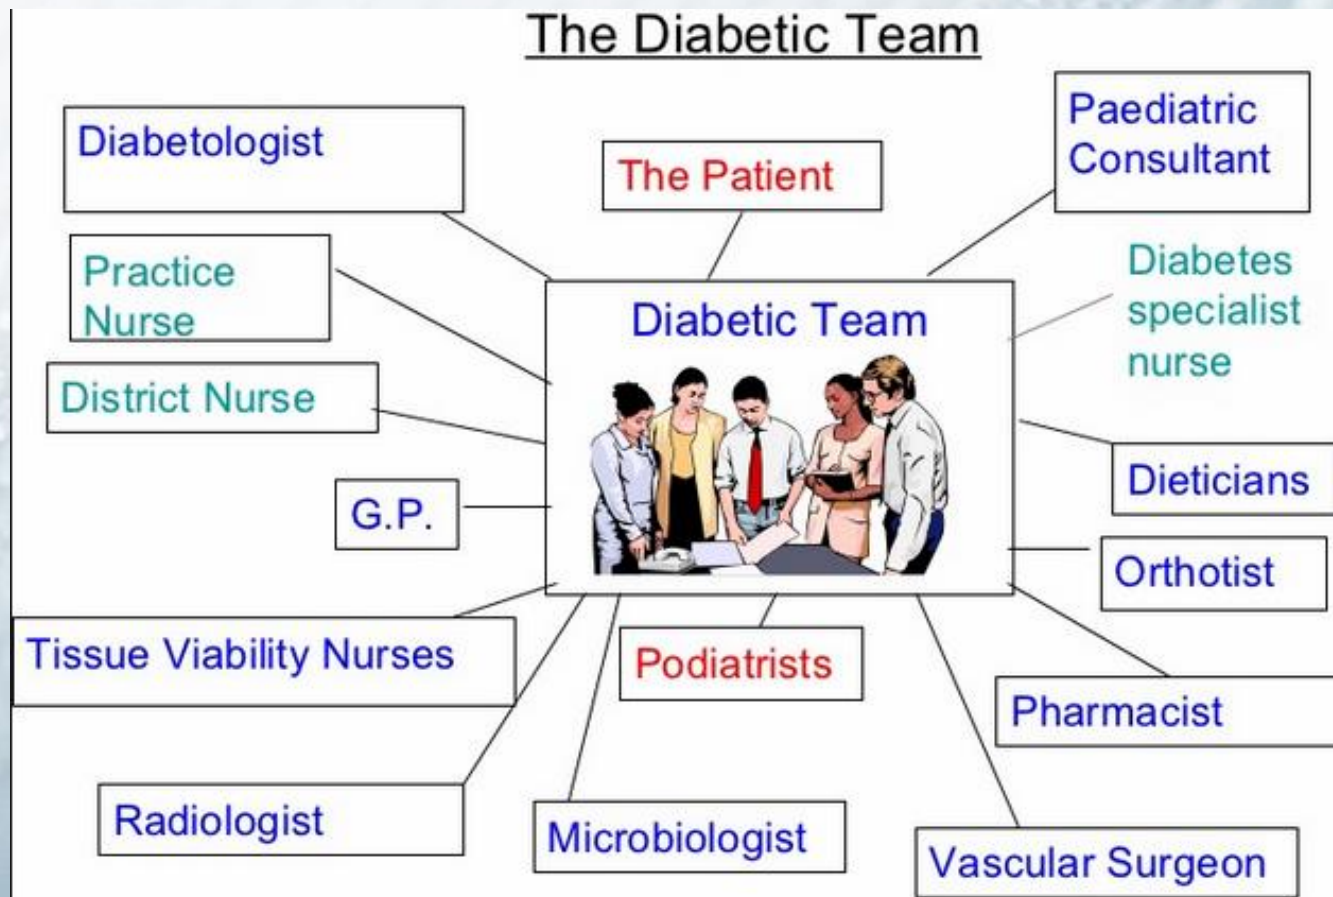 The Diabetic Team
Diabetologist
The Patient
Paediatric
Consultant
Practice
Nurse
Diabetic Team
Diabetes
specialist
nurse
District Nurse
Dieticians
G.P.
Orthotist
Tissue Viability Nurses
Podiatrists
Pharmacist
Radiologist
Microbiologist
Vascular Surgeon